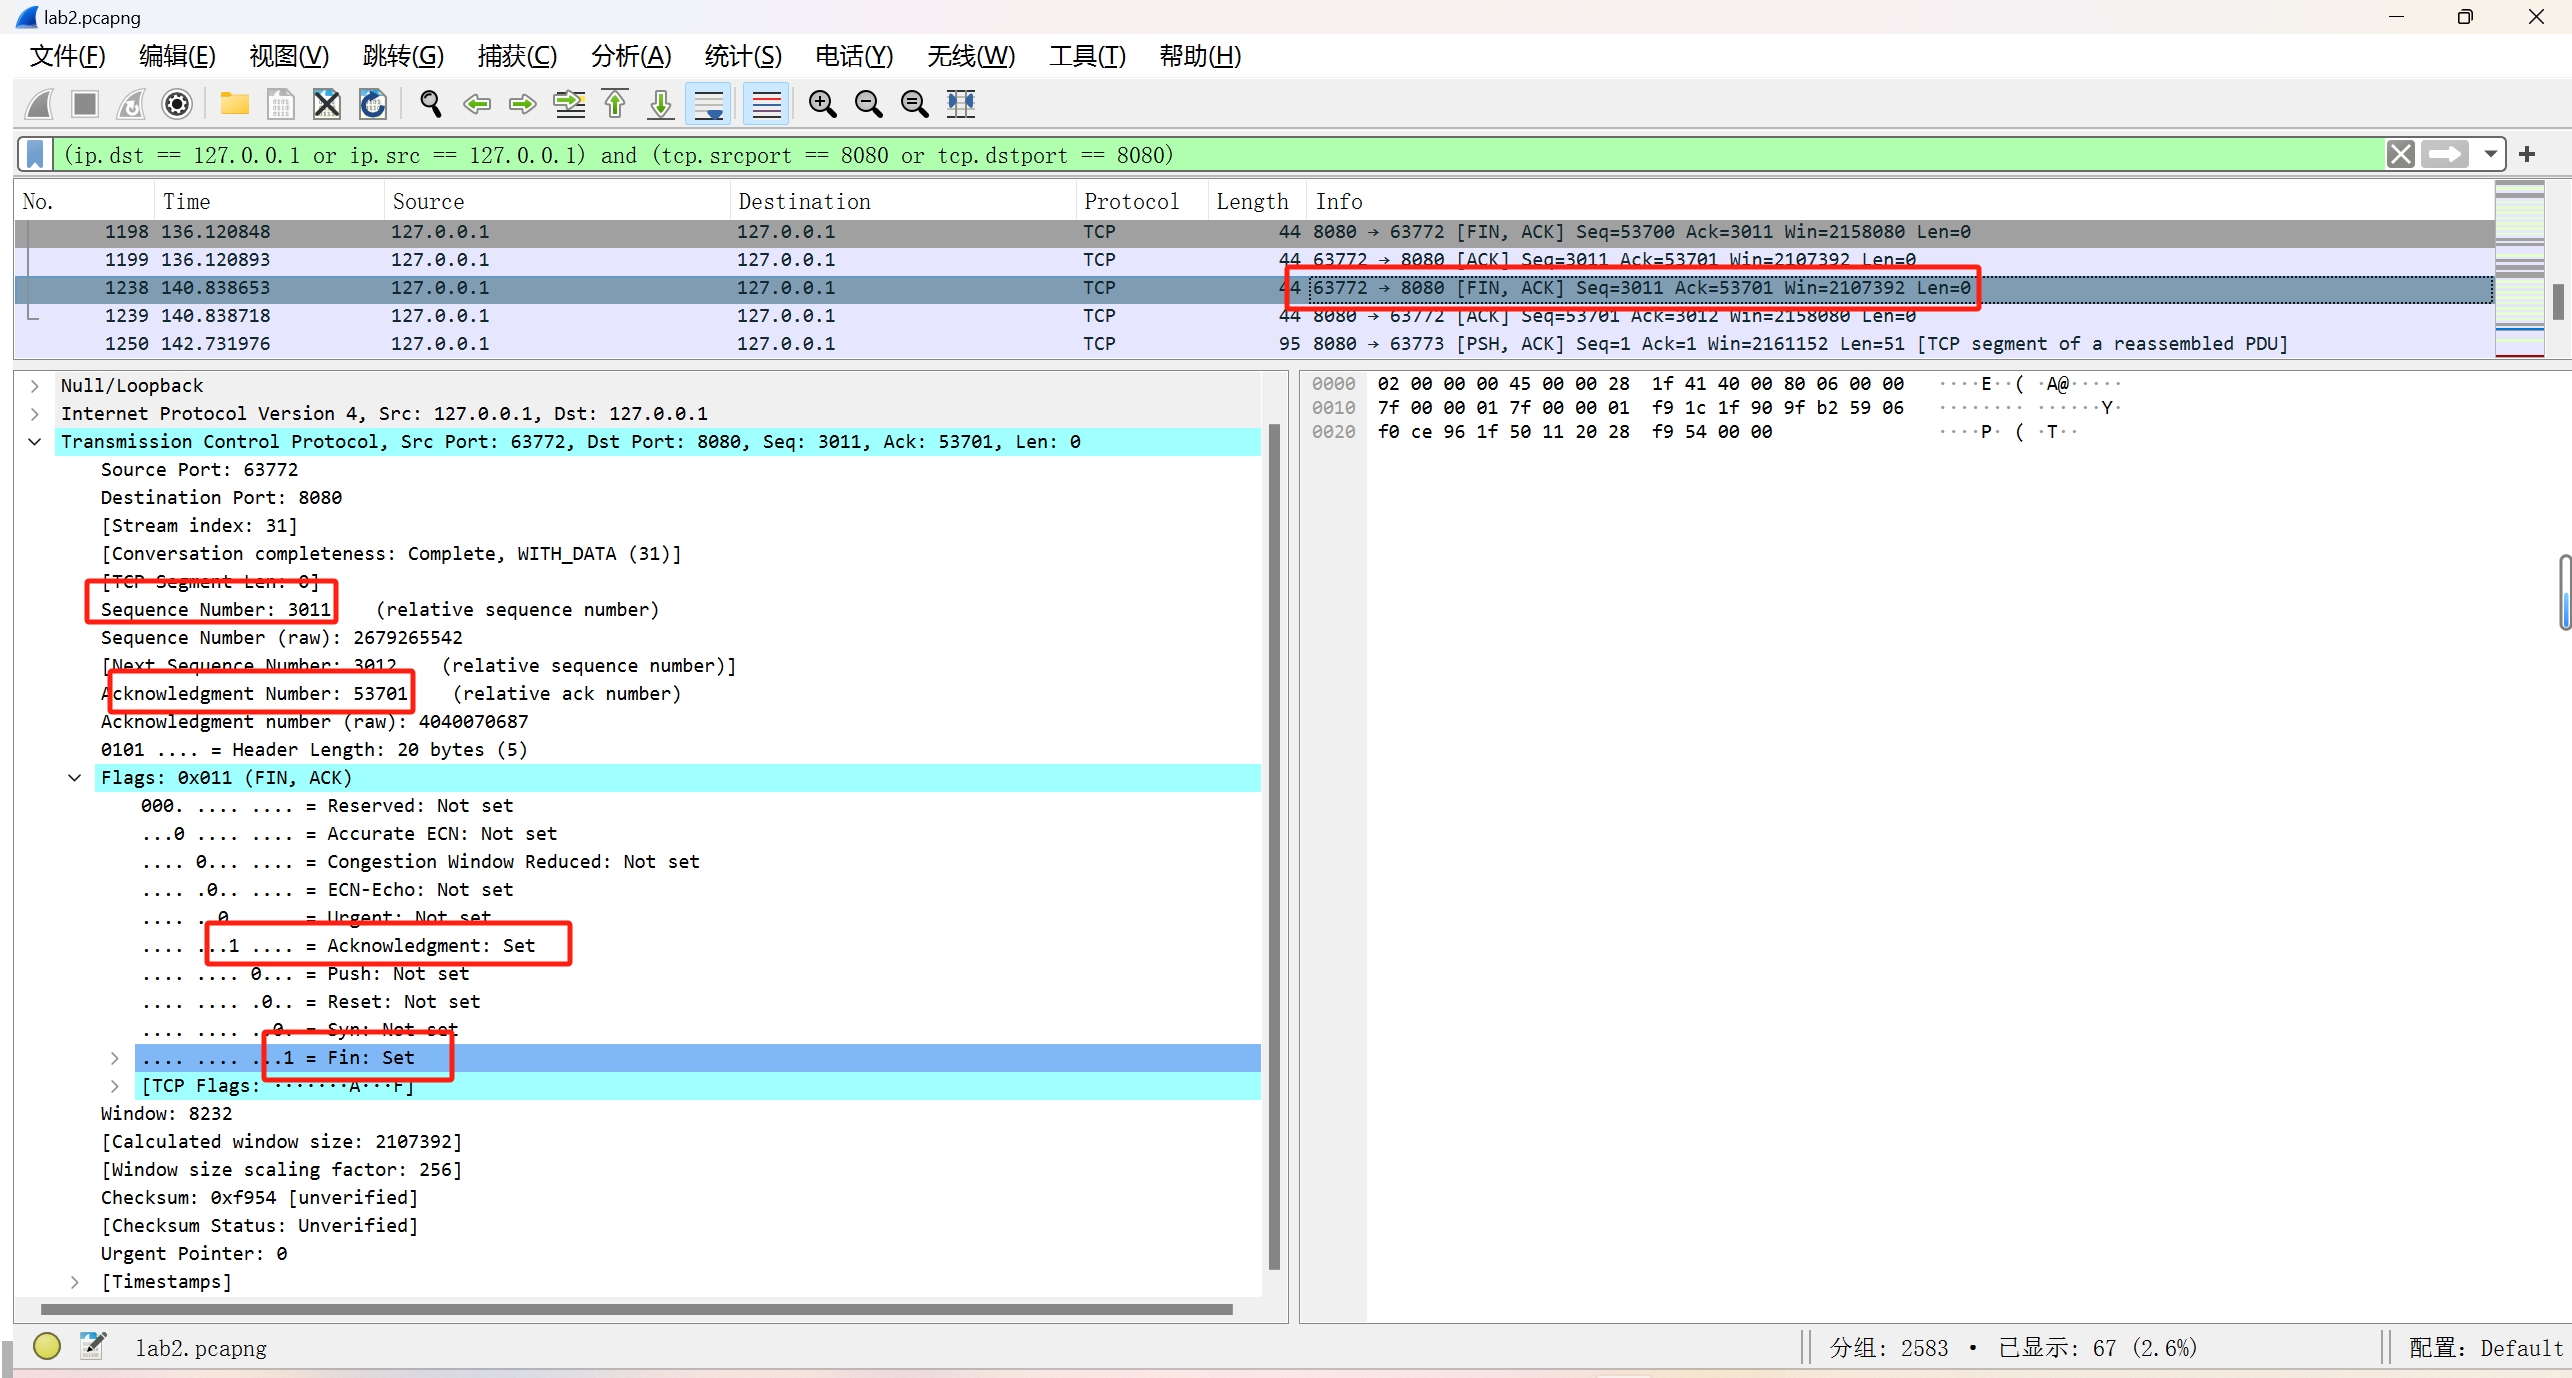 lab2.pcapng
文件(F) 编辑(E) 视图(V) 跳转(G) 捕获(C) 分析(A) 统计(S) 电话(Y) 无线(W) 工具(T) 帮助(H)
(ip.dst == 127.0.0.1 or ip.src == 127.0.0.1) and (tcp.srcport == 8080 or tcp.dstport == 8080)
No. Time Source Destination Protocol Length Info
1198 136.120848 127.0.0.1 127.0.0.1 TCP 44 8080 → 63772 [FIN, ACK] Seq=53700 Ack=3011 Win=2158080 Len=0
1199 136.120893 127.0.0.1 127.0.0.1 TCP 44 63772 → 8080 [ACK] Seq=3011 Ack=53701 Win=2107392 Len=0
1238 140.838653 127.0.0.1 127.0.0.1 TCP 44 63772 → 8080 [FIN, ACK] Seq=3011 Ack=53701 Win=2107392 Len=0
1239 140.838718 127.0.0.1 127.0.0.1 TCP 44 8080 → 63772 [ACK] Seq=53701 Ack=3012 Win=2158080 Len=0
1250 142.731976 127.0.0.1 127.0.0.1 TCP 95 8080 → 63773 [PSH, ACK] Seq=1 Ack=1 Win=2161152 Len=51 [TCP segment of a reassembled PDU]
Null/Loopback
Internet Protocol Version 4, Src: 127.0.0.1, Dst: 127.0.0.1
Transmission Control Protocol, Src Port: 63772, Dst Port: 8080, Seq: 3011, Ack: 53701, Len: 0
Source Port: 63772
Destination Port: 8080
[Stream index: 31]
[Conversation completeness: Complete, WITH_DATA (31)]
[TCP Segment Len: 0]
Sequence Number: 3011 (relative sequence number)
Sequence Number (raw): 2679265542
[Next Sequence Number: 3012 (relative sequence number)]
Acknowledgment Number: 53701 (relative ack number)
Acknowledgment number (raw): 4040070687
0101 .... = Header Length: 20 bytes (5)
Flags: 0x011 (FIN, ACK)
000. .... .... = Reserved: Not set
...0 .... .... = Accurate ECN: Not set
.... 0... .... = Congestion Window Reduced: Not set
.... .0.. .... = ECN-Echo: Not set
.... ..0. .... = Urgent: Not set
.... ...1 .... = Acknowledgment: Set
.... .... 0... = Push: Not set
.... .... .0.. = Reset: Not set
.... .... ..0. = Syn: Not set
.... .... ...1 = Fin: Set
[TCP Flags: ·······A···F]
Window: 8232
[Calculated window size: 2107392]
[Window size scaling factor: 256]
Checksum: 0xf954 [unverified]
[Checksum Status: Unverified]
Urgent Pointer: 0
[Timestamps]
0000 02 00 00 00 45 00 00 28 1f 41 40 00 80 06 00 00 ····E··( ·A@·····
0010 7f 00 00 01 7f 00 00 01 f9 1c 1f 90 9f b2 59 06 ········ ······Y·
0020 f0 ce 96 1f 50 11 20 28 f9 54 00 00 ····P· ( ·T··
lab2.pcapng 分组: 2583 · 已显示: 67 (2.6%) 配置: Default